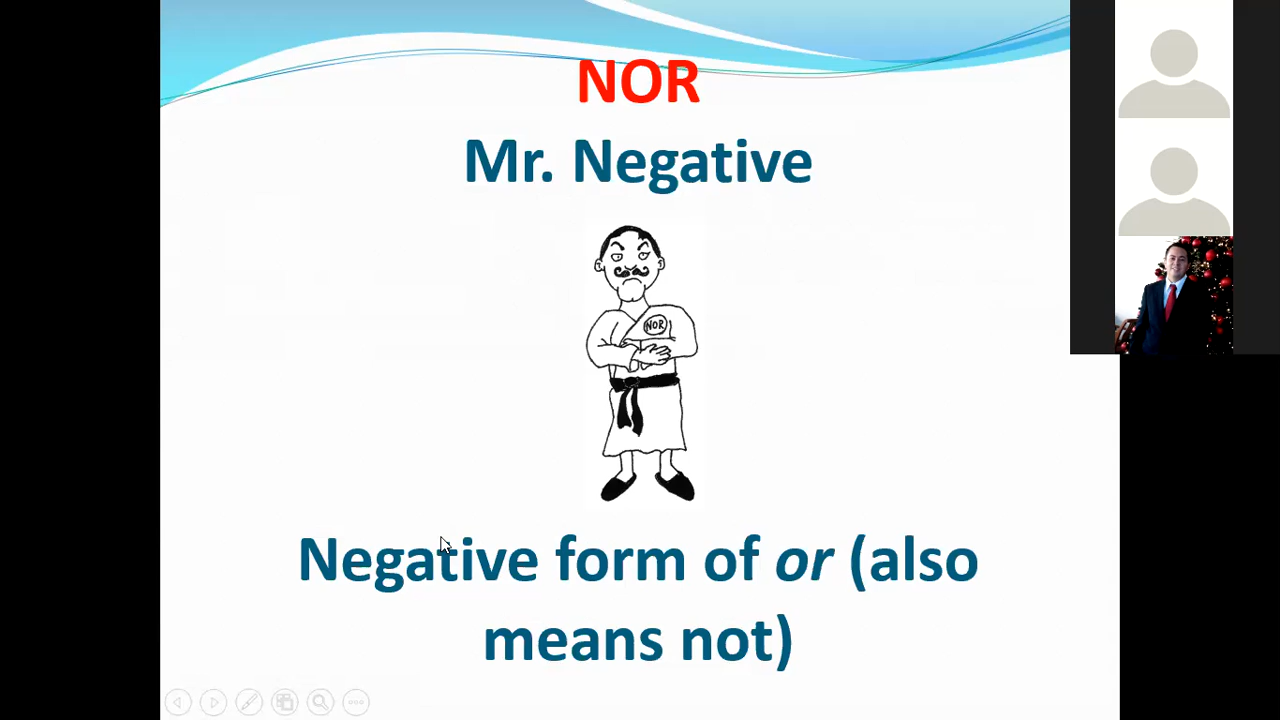 NOR
Mr. Negative
NOR
Negative form of or (also
means not)